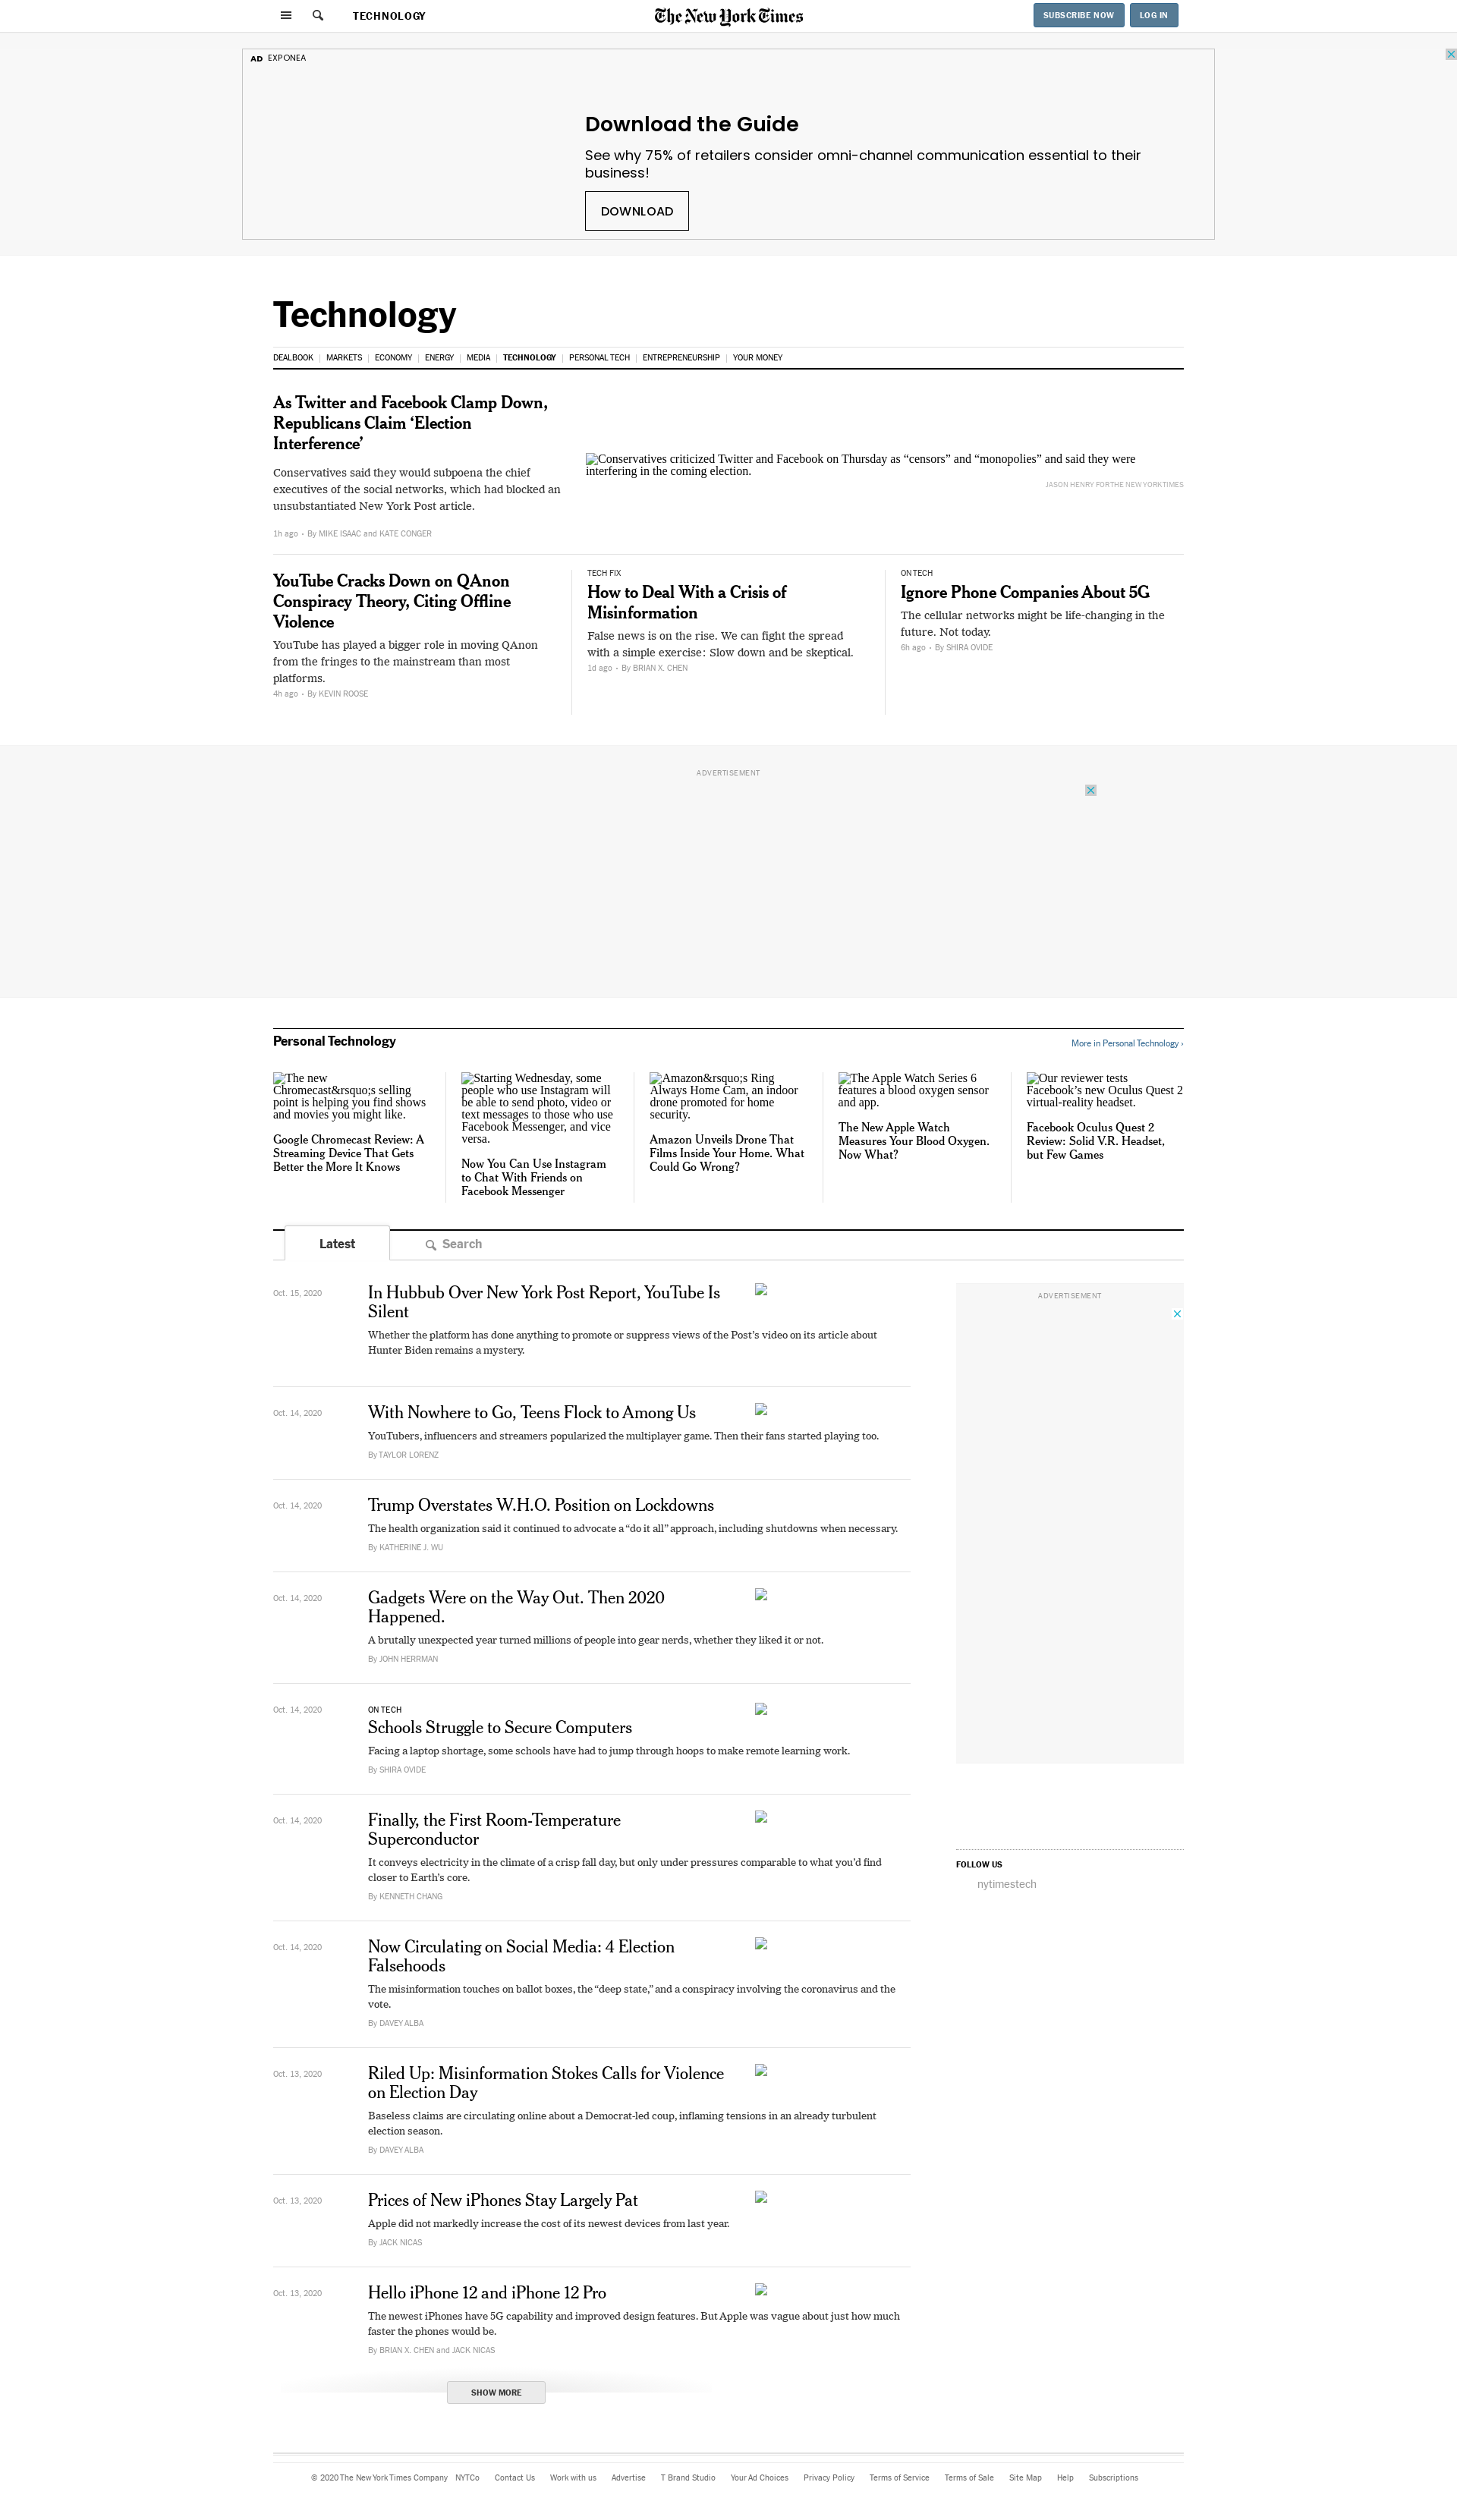 TECHNOLOGY
The New York Times
SUBSCRIBE NOW
LOG IN
AD EXPONEA
Download the Guide
See why 75% of retailers consider omni-channel communication essential to their
business!
DOWNLOAD
Technology
DEALBOOK
MARKETS
ECONOMY
ENERGY
MEDIA
TECHNOLOGY
PERSONAL TECH
ENTREPRENEURSHIP
YOUR MONEY
As Twitter and Facebook Clamp Down,
Republicans Claim ‘Election
Interference’
Conservatives said they would subpoena the chief
executives of the social networks, which had blocked an
unsubstantiated New York Post article.
1h ago • By MIKE ISAAC and KATE CONGER
Conservatives criticized Twitter and Facebook on Thursday as “censors” and “monopolies” and said they were
interfering in the coming election.
JASON HENRY FOR THE NEW YORK TIMES
YouTube Cracks Down on QAnon
Conspiracy Theory, Citing Offline
Violence
YouTube has played a bigger role in moving QAnon
from the fringes to the mainstream than most
platforms.
4h ago • By KEVIN ROOSE
TECH FIX
How to Deal With a Crisis of
Misinformation
False news is on the rise. We can fight the spread
with a simple exercise: Slow down and be skeptical.
1d ago • By BRIAN X. CHEN
ON TECH
Ignore Phone Companies About 5G
The cellular networks might be life-changing in the
future. Not today.
6h ago • By SHIRA OVIDE
ADVERTISEMENT
Personal Technology
More in Personal Technology ›
The new
Chromecast&rsquo;s selling
point is helping you find shows
and movies you might like.
Google Chromecast Review: A
Streaming Device That Gets
Better the More It Knows
Starting Wednesday, some
people who use Instagram will
be able to send photo, video or
text messages to those who use
Facebook Messenger, and vice
versa.
Now You Can Use Instagram
to Chat With Friends on
Facebook Messenger
Amazon&rsquo;s Ring
Always Home Cam, an indoor
drone promoted for home
security.
Amazon Unveils Drone That
Films Inside Your Home. What
Could Go Wrong?
The Apple Watch Series 6
features a blood oxygen sensor
and app.
The New Apple Watch
Measures Your Blood Oxygen.
Now What?
Our reviewer tests
Facebook’s new Oculus Quest 2
virtual-reality headset.
Facebook Oculus Quest 2
Review: Solid V.R. Headset,
but Few Games
Latest
Search
Oct. 15, 2020
In Hubbub Over New York Post Report, YouTube Is
Silent
Whether the platform has done anything to promote or suppress views of the Post’s video on its article about
Hunter Biden remains a mystery.
ADVERTISEMENT
Oct. 14, 2020
With Nowhere to Go, Teens Flock to Among Us
YouTubers, influencers and streamers popularized the multiplayer game. Then their fans started playing too.
By TAYLOR LORENZ
Oct. 14, 2020
Trump Overstates W.H.O. Position on Lockdowns
The health organization said it continued to advocate a “do it all” approach, including shutdowns when necessary.
By KATHERINE J. WU
Oct. 14, 2020
Gadgets Were on the Way Out. Then 2020
Happened.
A brutally unexpected year turned millions of people into gear nerds, whether they liked it or not.
By JOHN HERRMAN
Oct. 14, 2020
ON TECH
Schools Struggle to Secure Computers
Facing a laptop shortage, some schools have had to jump through hoops to make remote learning work.
By SHIRA OVIDE
Oct. 14, 2020
Finally, the First Room-Temperature
Superconductor
It conveys electricity in the climate of a crisp fall day, but only under pressures comparable to what you’d find
closer to Earth’s core.
By KENNETH CHANG
FOLLOW US
nytimestech
Oct. 14, 2020
Now Circulating on Social Media: 4 Election
Falsehoods
The misinformation touches on ballot boxes, the “deep state,” and a conspiracy involving the coronavirus and the
vote.
By DAVEY ALBA
Oct. 13, 2020
Riled Up: Misinformation Stokes Calls for Violence
on Election Day
Baseless claims are circulating online about a Democrat-led coup, inflaming tensions in an already turbulent
election season.
By DAVEY ALBA
Oct. 13, 2020
Prices of New iPhones Stay Largely Pat
Apple did not markedly increase the cost of its newest devices from last year.
By JACK NICAS
Oct. 13, 2020
Hello iPhone 12 and iPhone 12 Pro
The newest iPhones have 5G capability and improved design features. But Apple was vague about just how much
faster the phones would be.
By BRIAN X. CHEN and JACK NICAS
SHOW MORE
© 2020 The New York Times Company NYTCo Contact Us Work with us Advertise T Brand Studio Your Ad Choices Privacy Policy Terms of Service Terms of Sale Site Map Help Subscriptions